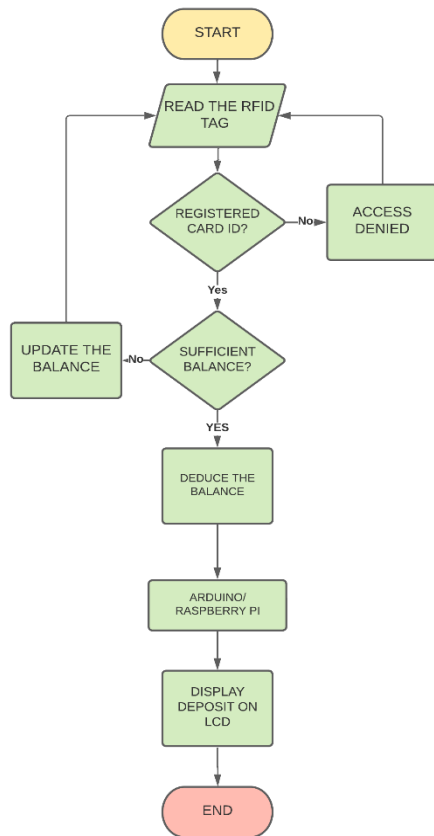 START
READ THE RFID
TAG
REGISTERED
CARD ID?
No
ACCESS
DENIED
Yes
UPDATE THE
BALANCE
No
SUFFICIENT
BALANCE?
YES
DEDUCE THE
BALANCE
ARDUINO/
RASPBERRY PI
DISPLAY
DEPOSIT ON
LCD
END